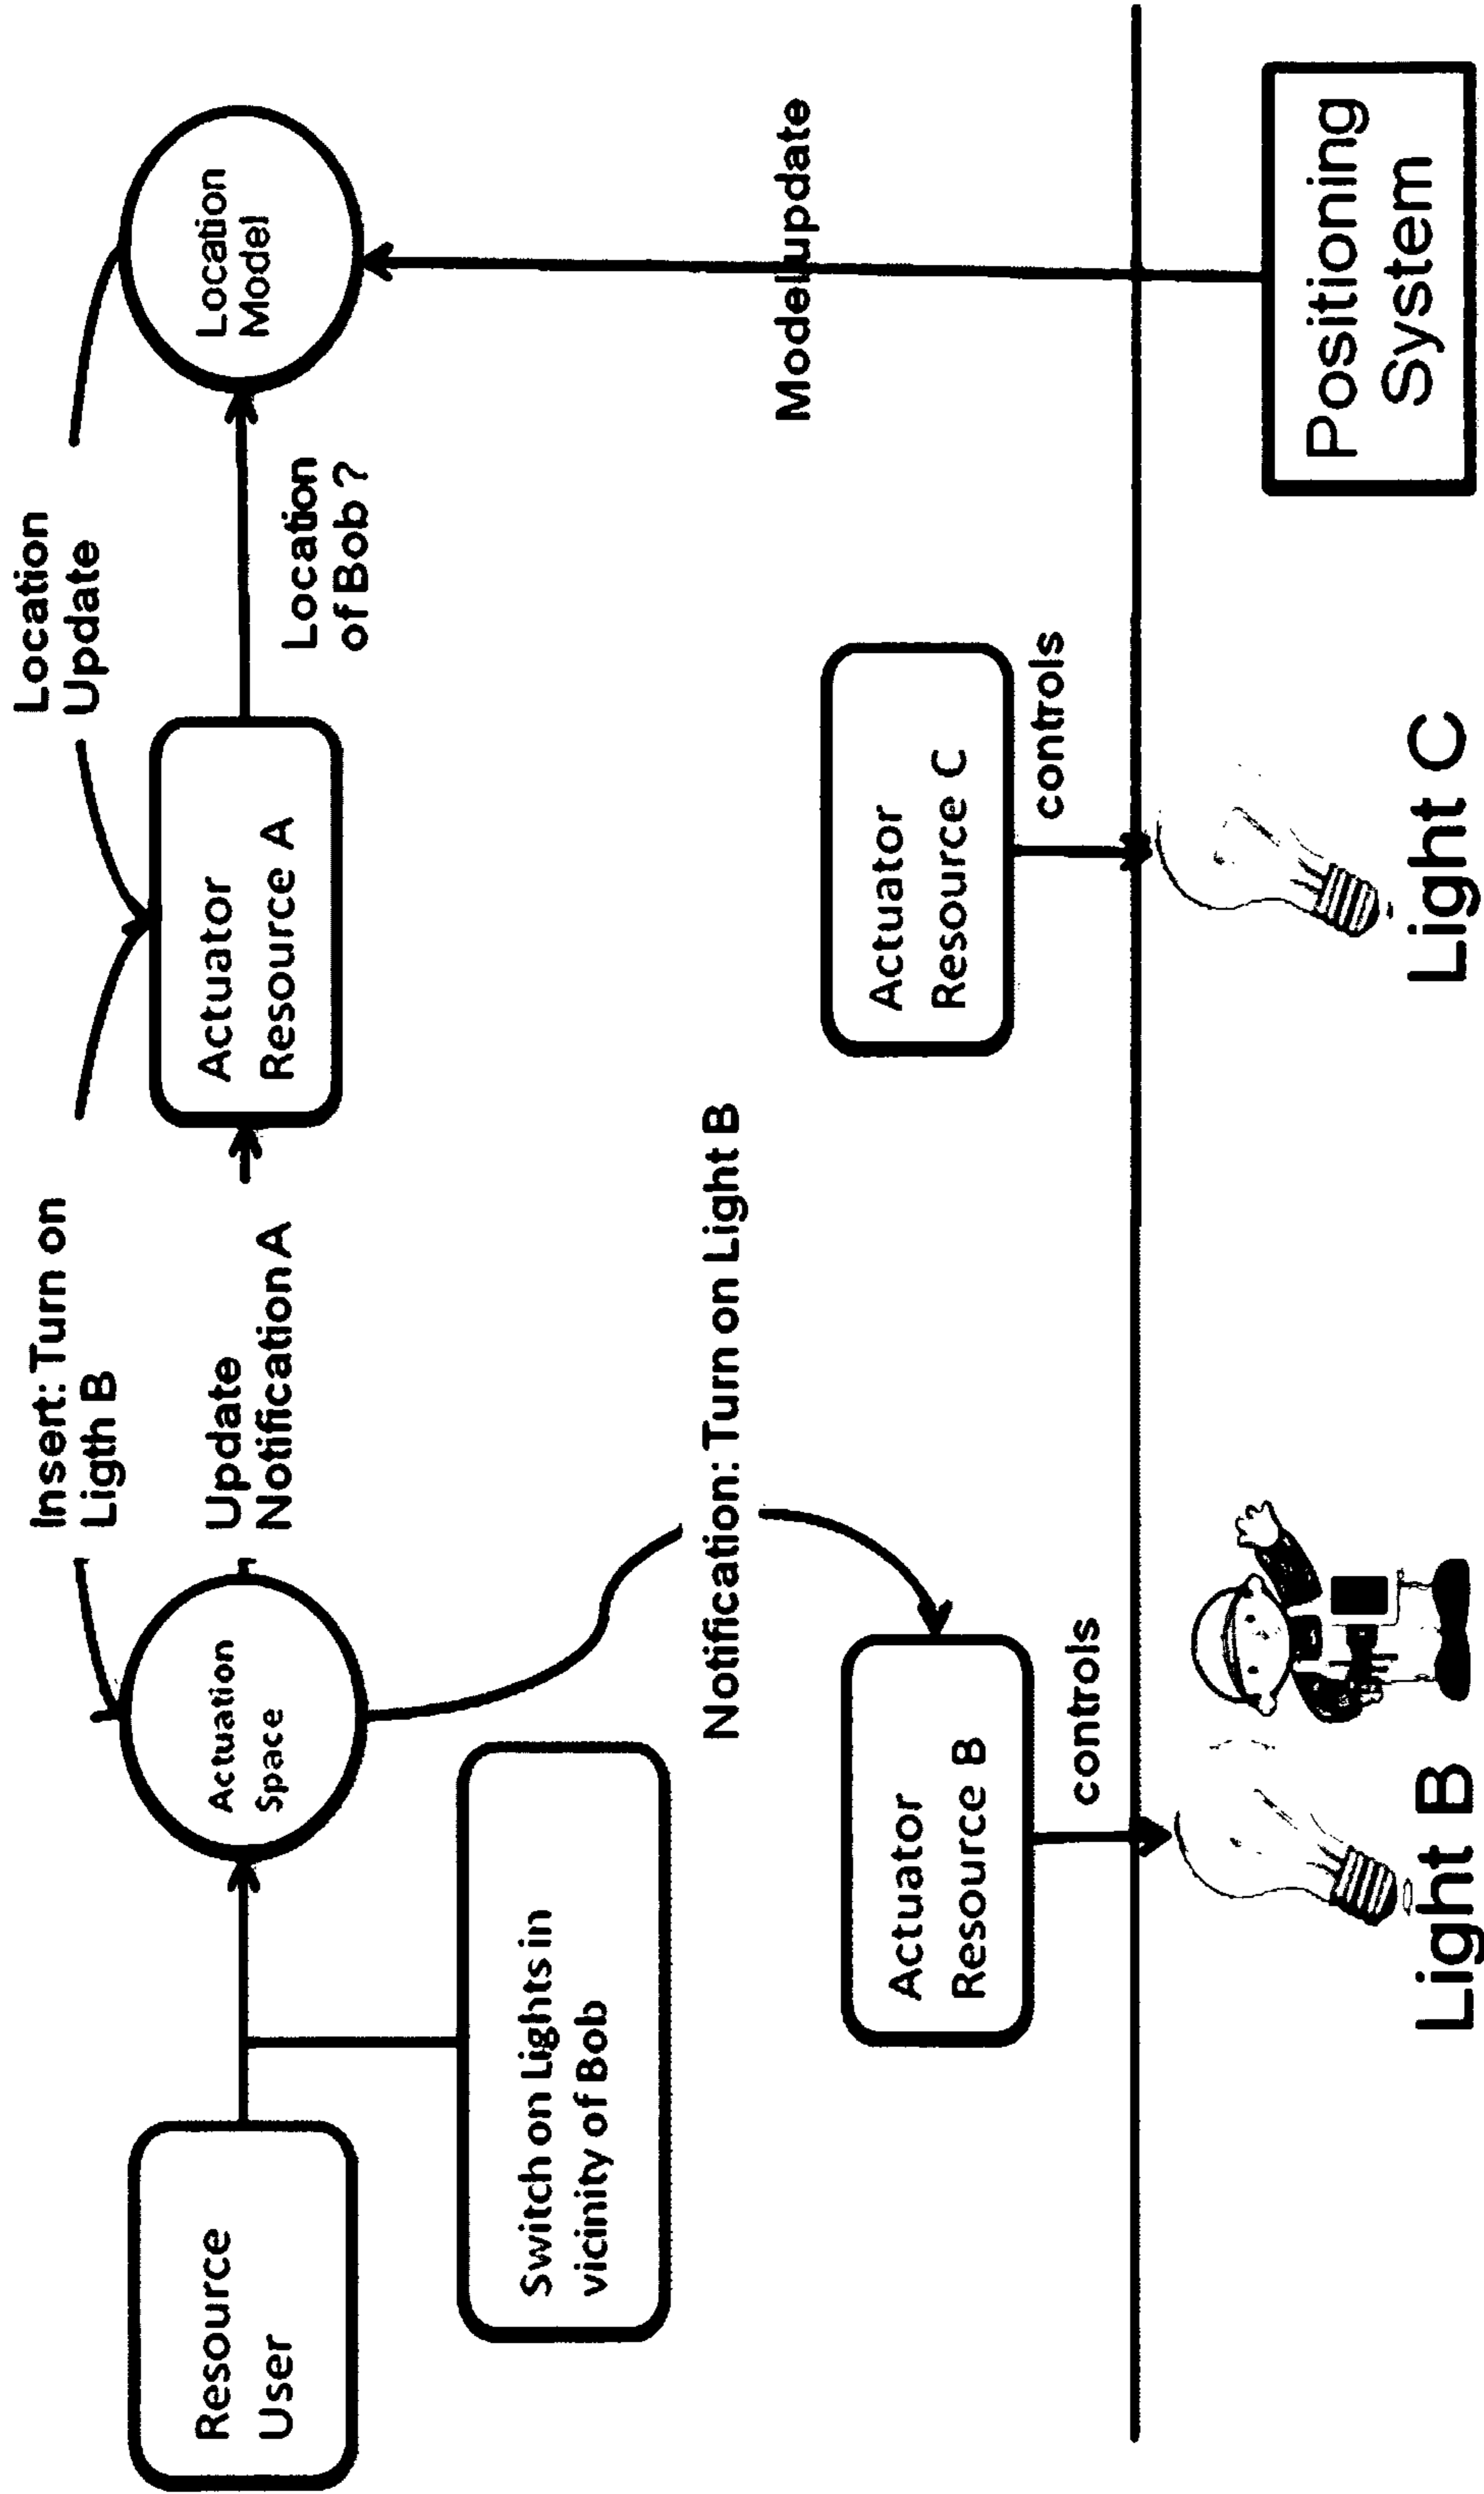 Insert: Turn on
Ligth B
Location
Update
Resource
User
Actuation
Space
Update
Notification A
Actuator
Resource A
Location
of Bob ?
Location
Model
Switch on Lights in
vicinity of Bob
Notification: Turn on Light B
Model update
Actuator
Resource B
Actuator
Resource C
controls
controls
Light B
Light C
Positioning
System